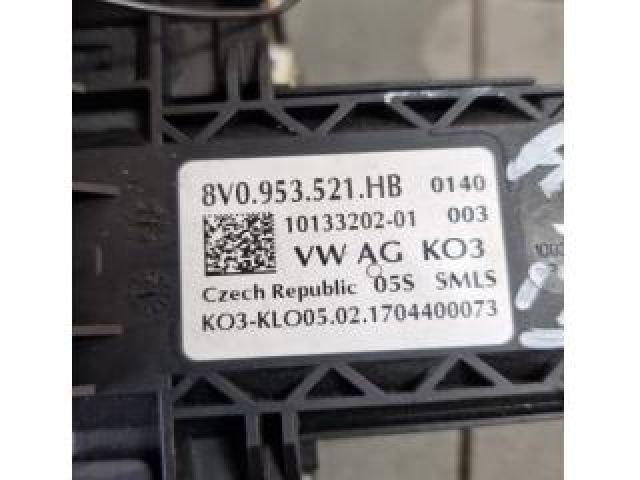 8V0.953.521.HB 0140
10133202-01 003
VW AG KO3
Czech Republic 05S SMLS
KO3-KLO05.02.1704400073